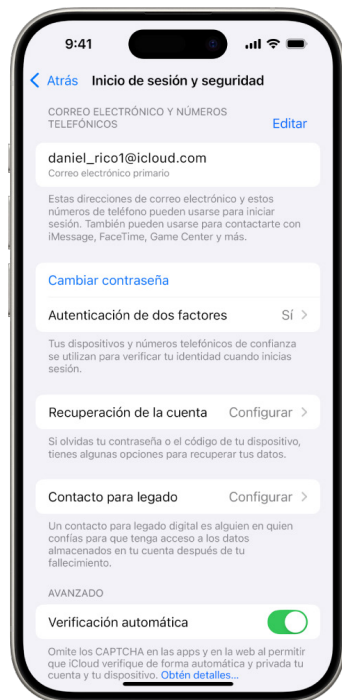 9:41
Atrás Inicio de sesión y seguridad
CORREO ELECTRÓNICO Y NÚMEROS
TELEFÓNICOS Editar
daniel_rico1@icloud.com
Correo electrónico primario
Estas direcciones de correo electrónico y estos
números de teléfono pueden usarse para iniciar
sesión. También pueden usarse para contactarte con
iMessage, FaceTime, Game Center y más.
Cambiar contraseña
Autenticación de dos factores Sí
Tus dispositivos y números telefónicos de confianza
se utilizan para verificar tu identidad cuando inicias
sesión.
Recuperación de la cuenta Configurar
Si olvidas tu contraseña o el código de tu dispositivo,
tienes algunas opciones para recuperar tus datos.
Contacto para legado Configurar
Un contacto para legado digital es alguien en quien
confías para que tenga acceso a los datos
almacenados en tu cuenta después de tu
fallecimiento.
AVANZADO
Verificación automática
Omite los CAPTCHA en las apps y en la web al permitir
que iCloud verifique de forma automática y privada tu
cuenta y tu dispositivo. Obtén detalles...